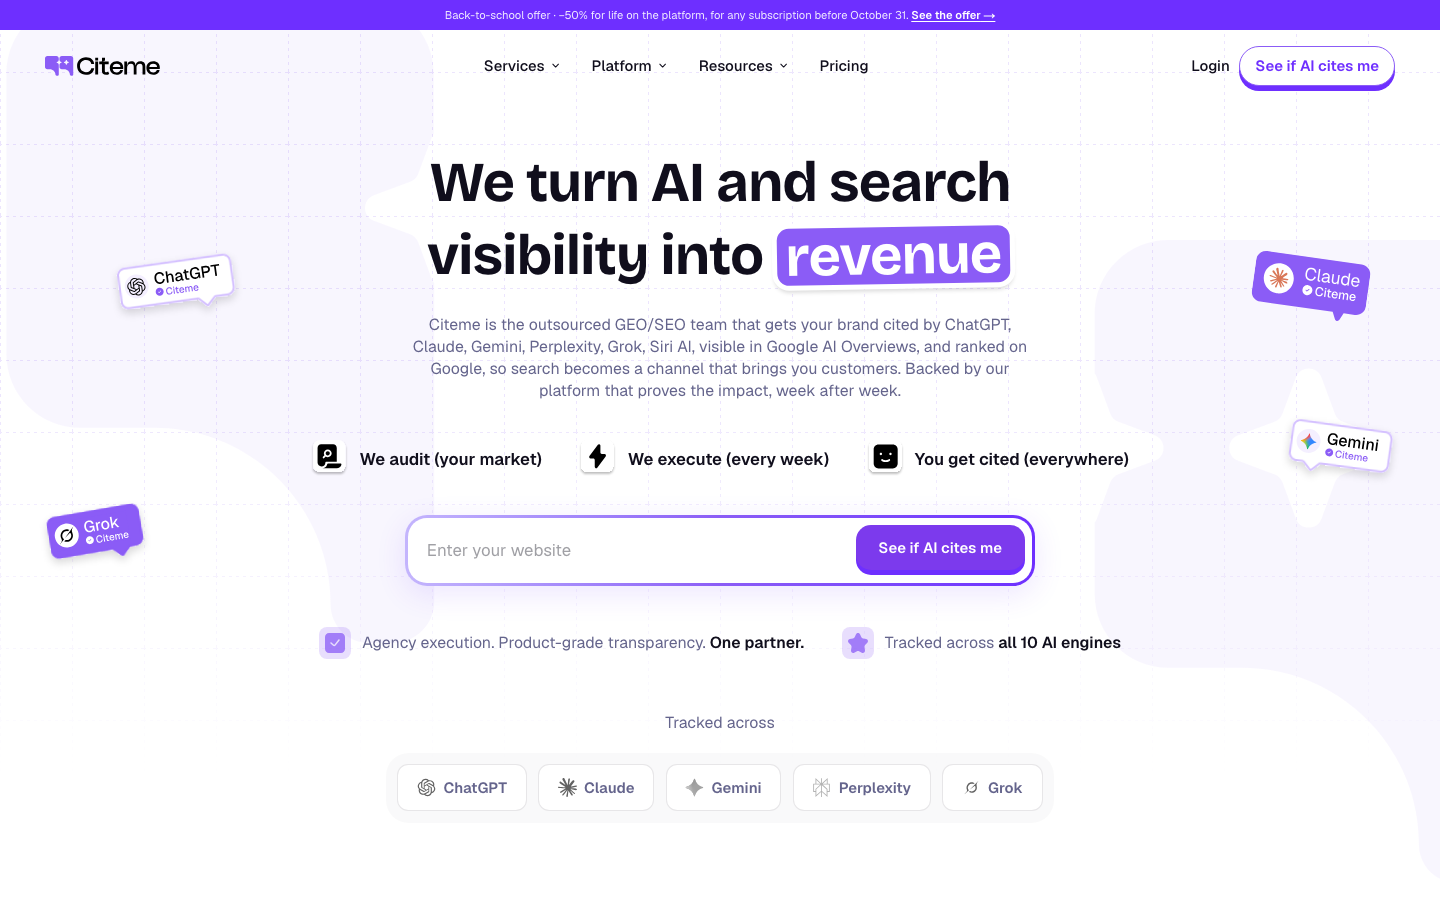 Back-to-school offer · −50% for life on the platform, for any subscription before October 31. See the offer →
Citeme
Services
Platform
Resources
Pricing
Login
See if AI cites me
We turn AI and search
visibility into revenue
Citeme is the outsourced GEO/SEO team that gets your brand cited by ChatGPT,
Claude, Gemini, Perplexity, Grok, Siri AI, visible in Google AI Overviews, and ranked on
Google, so search becomes a channel that brings you customers. Backed by our
platform that proves the impact, week after week.
ChatGPT
Citeme
Claude
Citeme
Gemini
Citeme
Grok
Citeme
We audit (your market)
We execute (every week)
You get cited (everywhere)
Enter your website
See if AI cites me
Agency execution. Product-grade transparency. One partner.
Tracked across all 10 AI engines
Tracked across
ChatGPT
Claude
Gemini
Perplexity
Grok